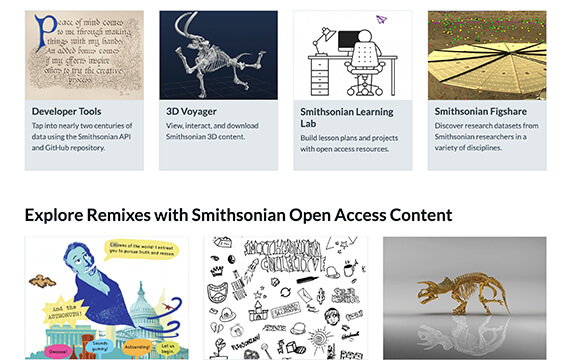 Peace of mind comes
to me through making
things with my hands.
An added bonus comes
if my efforts inspire
others to try the creative
process.
Developer Tools
Tap into nearly two centuries of
data using the Smithsonian API
and GitHub repository.
3D Voyager
View, interact, and download
Smithsonian 3D content.
Smithsonian Learning
Lab
Build lesson plans and projects
with open access resources.
Smithsonian Figshare
Discover research datasets from
Smithsonian researchers in a
variety of disciplines.
Explore Remixes with Smithsonian Open Access Content
Citizens of the world! I entreat
you to pursue truth and reason.
And the
ASTRONUTS!
Owooo!
Sounds
yummy!
Astounding!
Let us
begin.